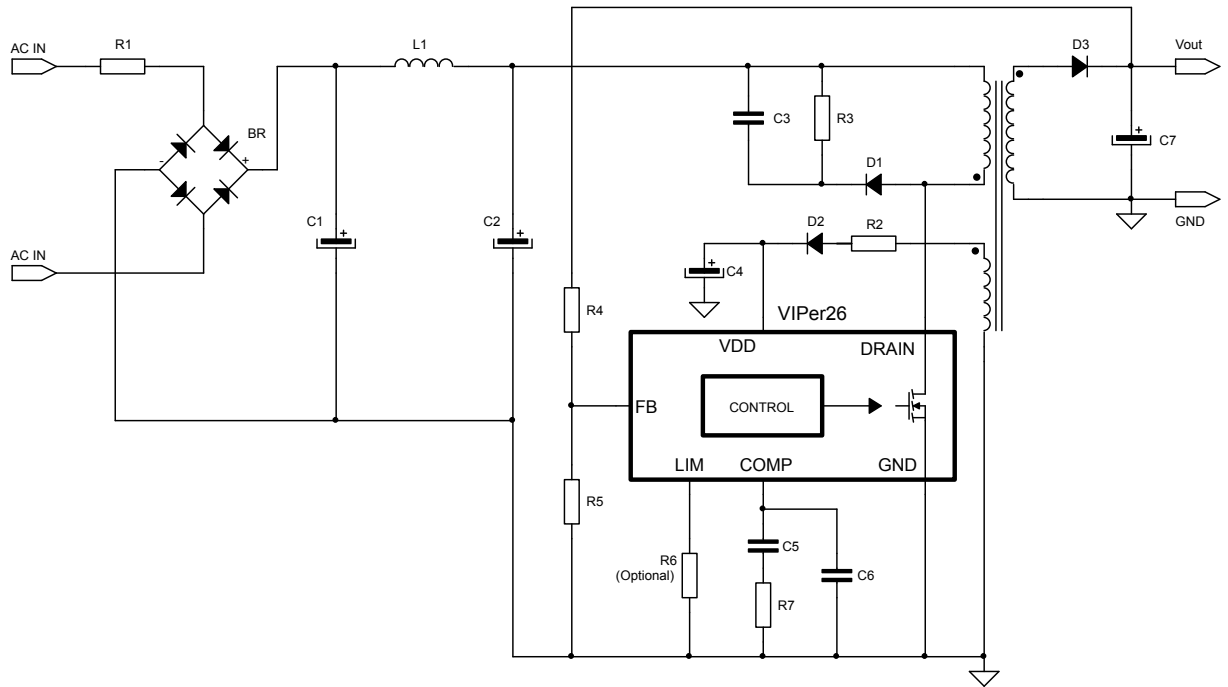 AC IN
R1
L1
D3
Vout
BR
-
+
C3
R3
+
C7
D1
GND
C1
+
C2
+
D2
R2
AC IN
+
C4
R4
VIPer26
VDD
DRAIN
FB
CONTROL
LIM
COMP
GND
R5
C5
R6
(Optional)
C6
R7